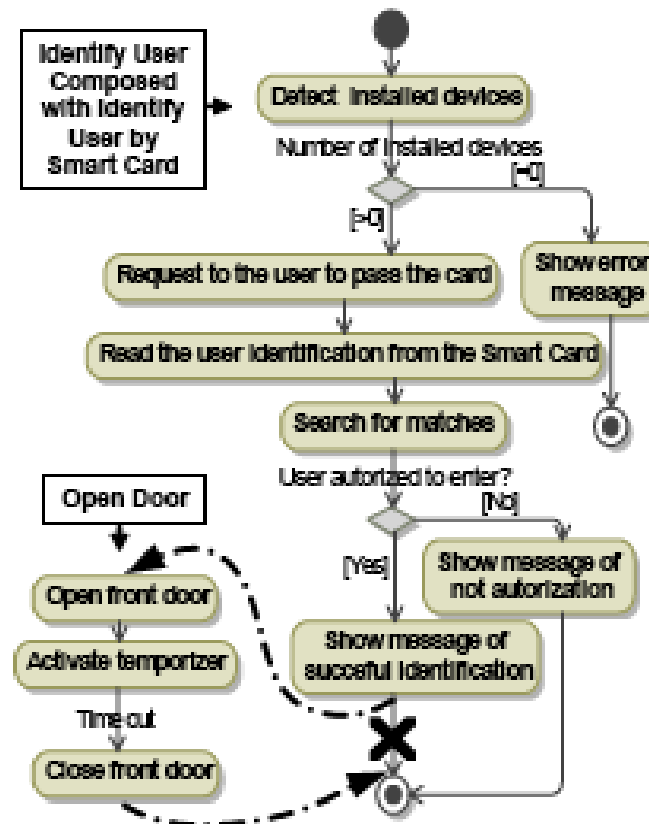 Identify User
Composed
with Identify
User by
Smart Card
Detect Installed devices
Number of Installed devices
[=0]
[>0]
Request to the user to pass the card
Show error
message
Read the user Identification from the Smart Card
Search for matches
User autorized to enter?
[No]
[Yes]
Show message of
not autorization
Open Door
Open front door
Show message of
succeful Identification
Activate temporizer
Timeout
Close front door